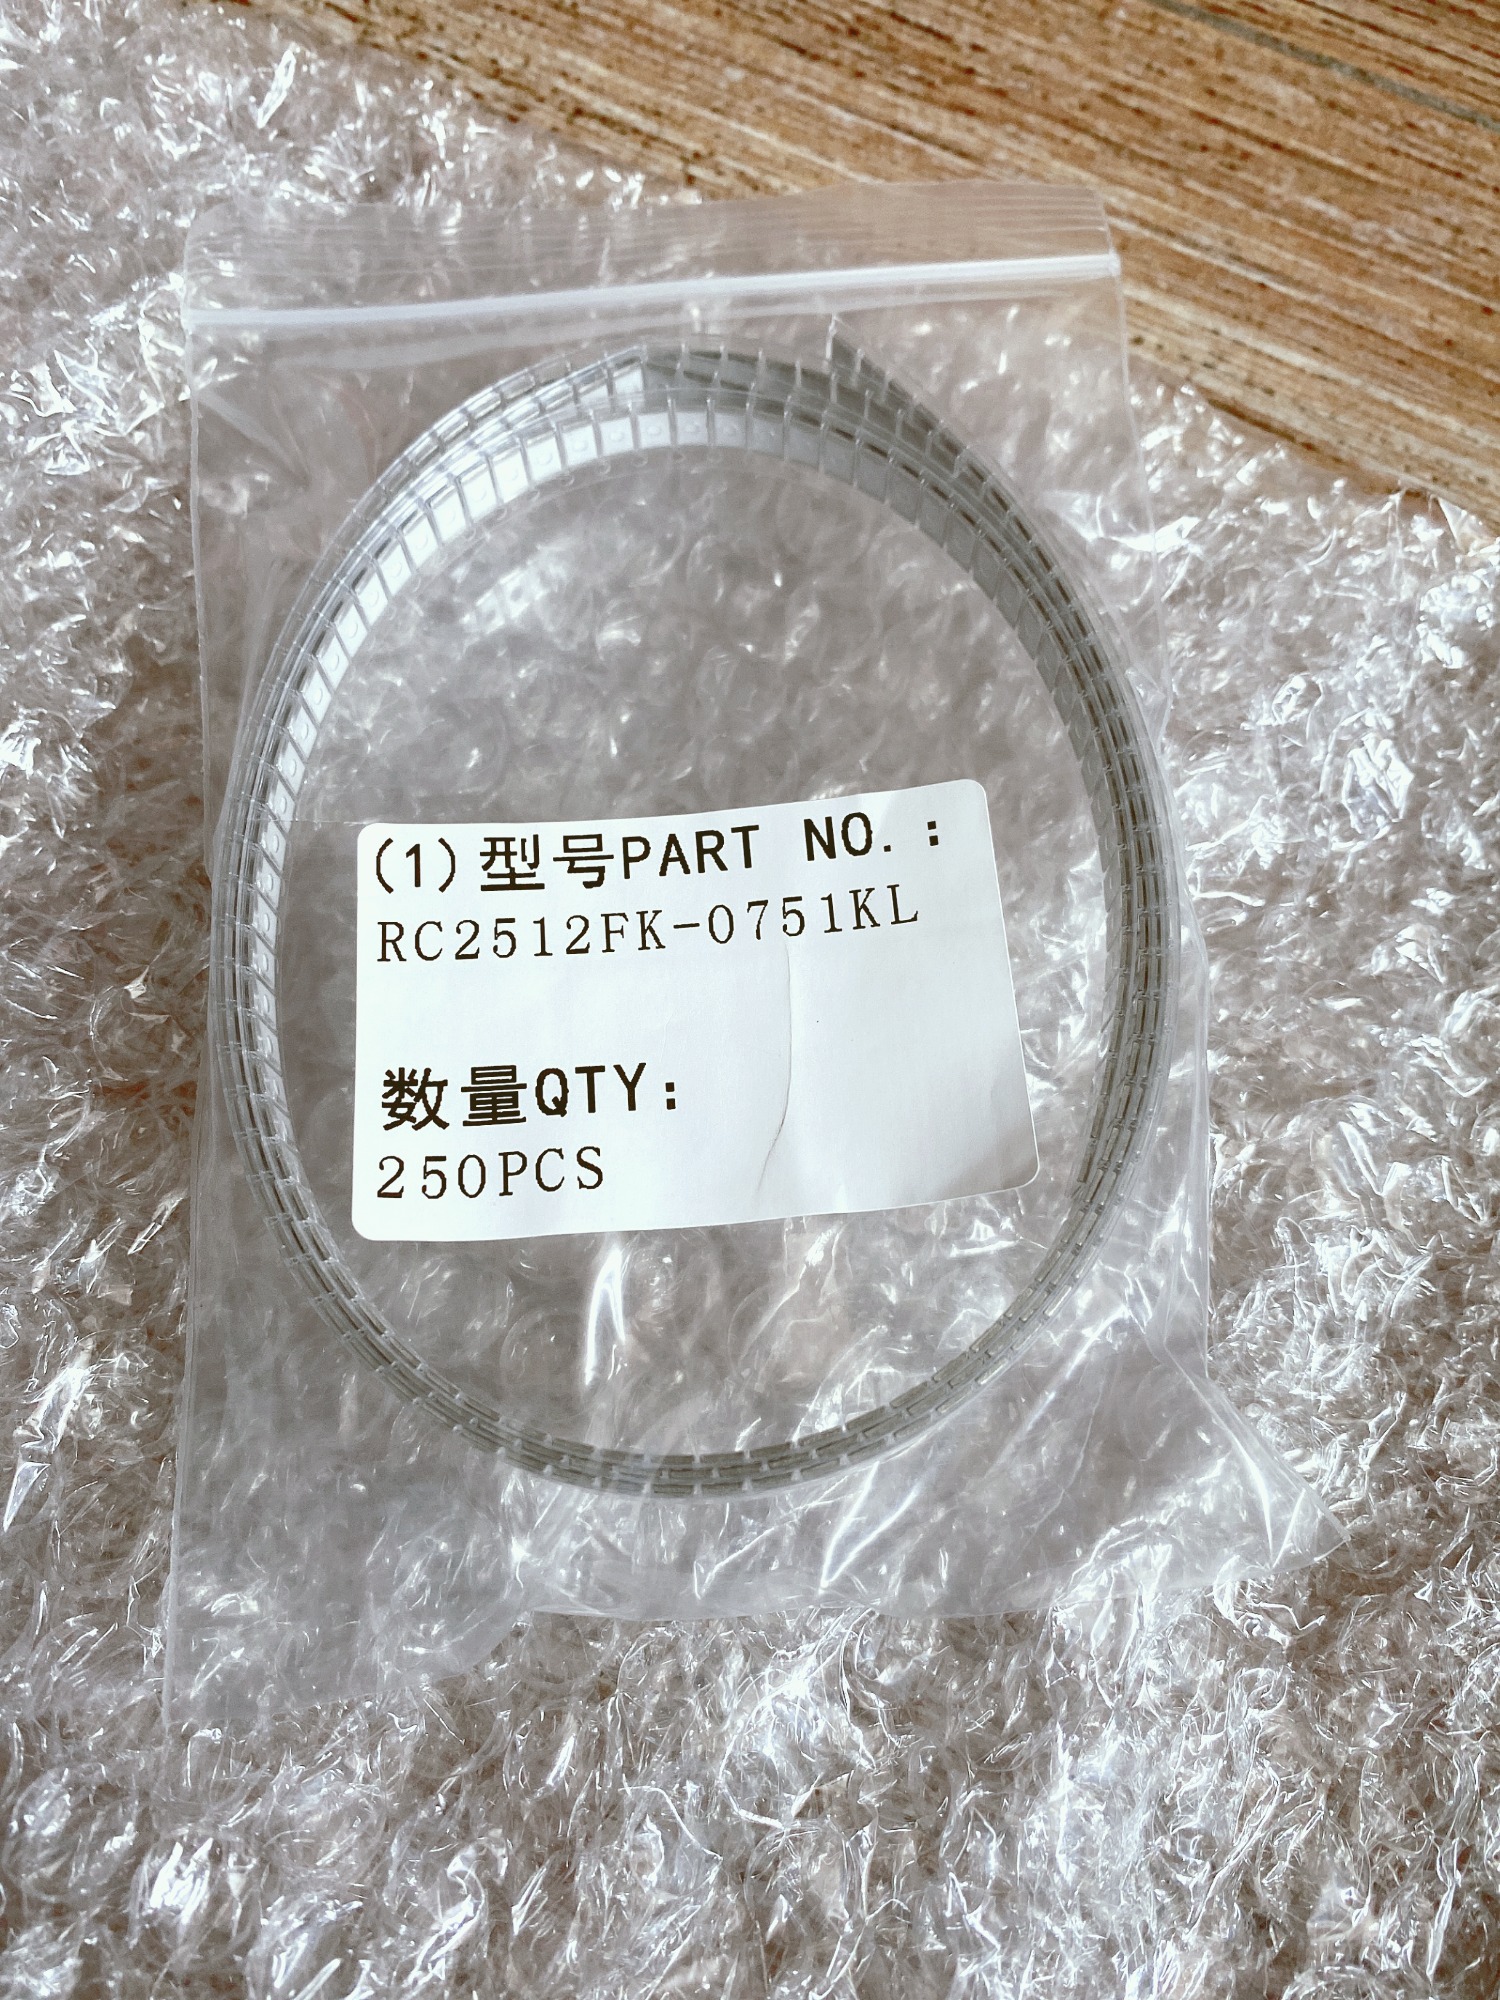 (1)型号PART NO.:
RC2512FK-0751KL
数量QTY:
250PCS